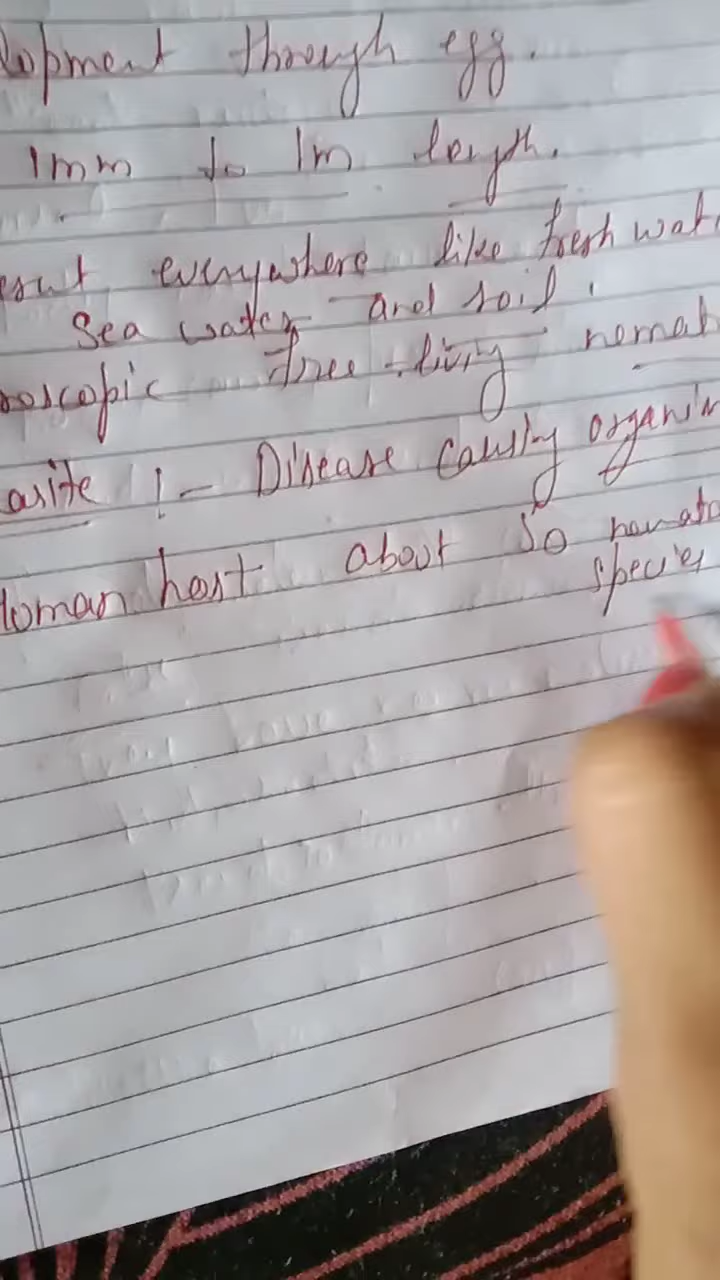 lopment through egg.
1mm to 1m length.
esent everywhere like fresh wat
Sea water and soil.
roscopic free-living nemat
asite :- Disease causing organis
Human host about 50 nemato
species